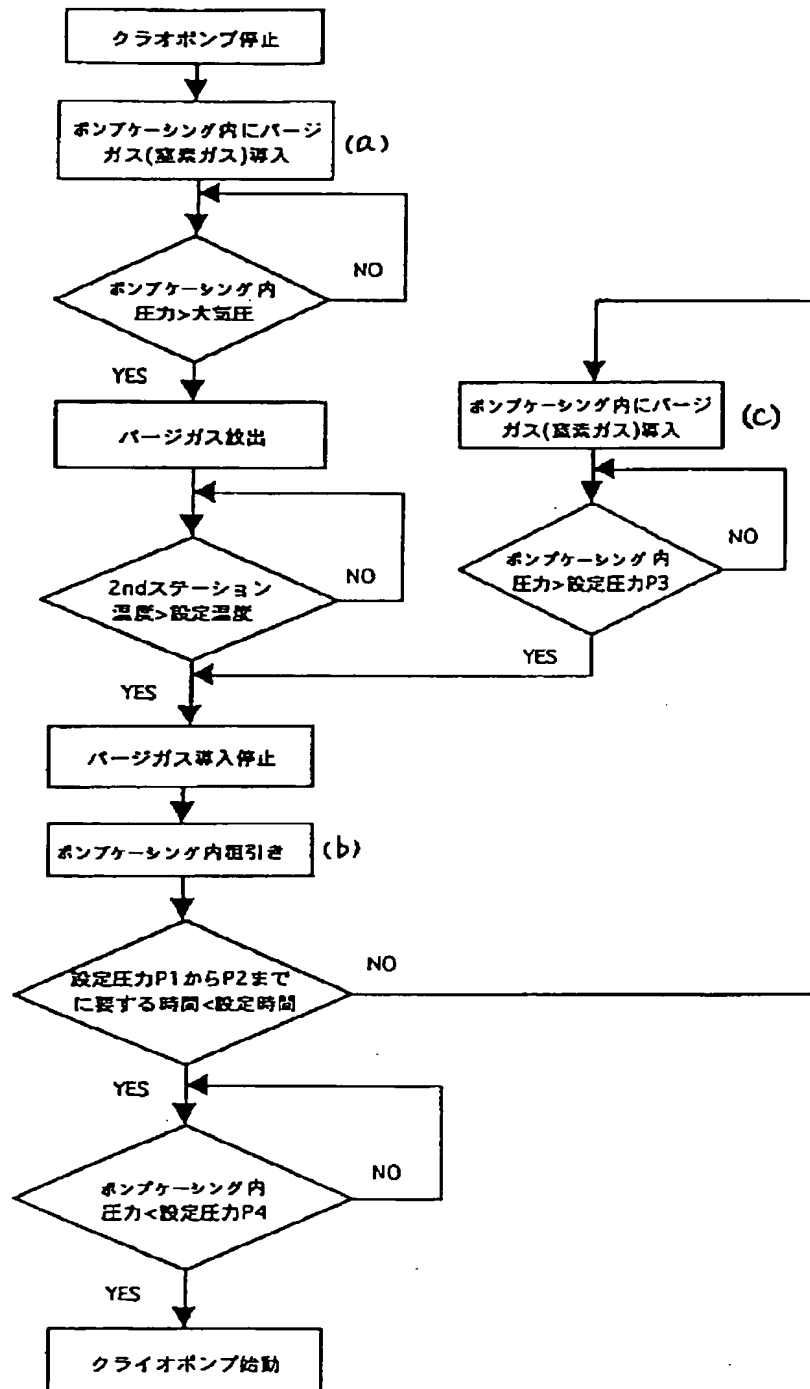 クラオポンプ停止
ポンプケーシング内にパージ
ガス(窒素ガス)導入
(a)
NO
ポンプケーシング内
圧力>大気圧
YES
パージガス放出
NO
2ndステーション
温度>設定温度
YES
ポンプケーシング内にパージ
ガス(窒素ガス)導入
(c)
NO
ポンプケーシング内
圧力>設定圧力P3
YES
パージガス導入停止
ポンプケーシング内粗引き
(b)
NO
設定圧力P1からP2まで
に要する時間<設定時間
YES
NO
ポンプケーシング内
圧力<設定圧力P4
YES
クライオポンプ始動